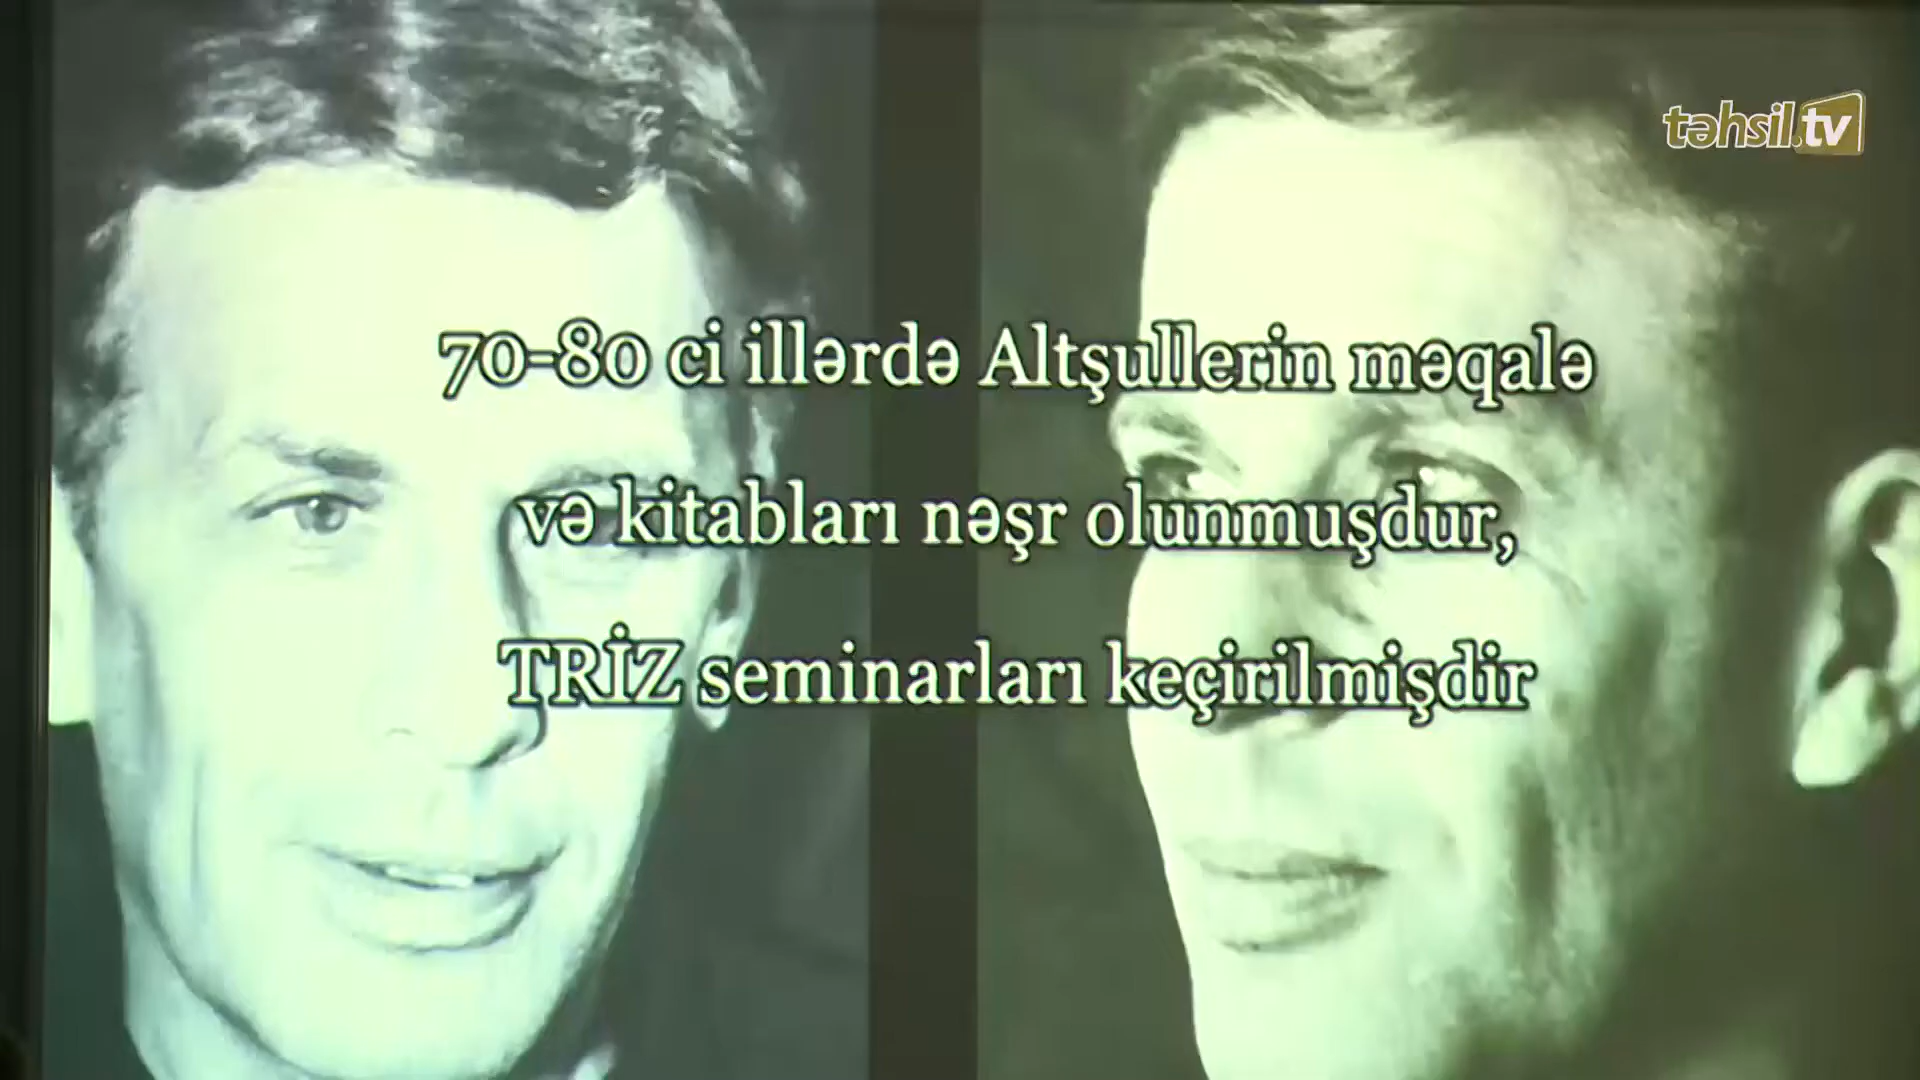 təhsil.tv
70-80 ci illərdə Altşullerin məqalə
və kitabları nəşr olunmuşdur,
TRİZ seminarları keçirilmişdir